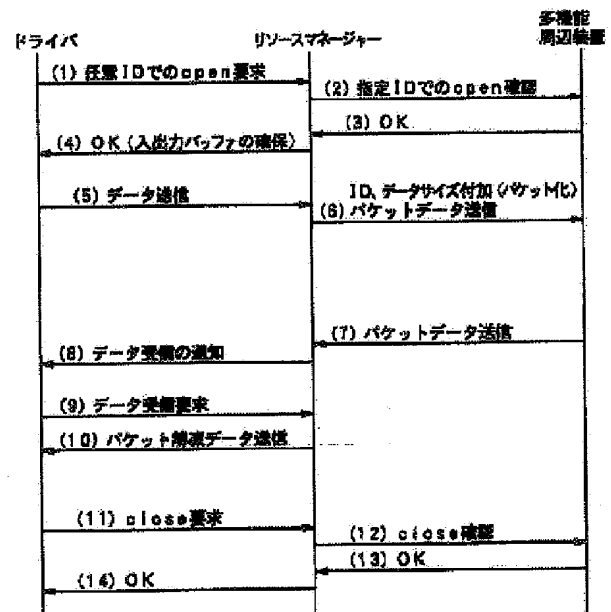 ドライバ
リソースマネージャー
多機能
周辺装置
(1) 任意IDでのopen要求
(2) 指定IDでのopen確認
(3) OK
(4) OK (入出力バッファの確保)
(5) データ送信
ID、データサイズ付加 (パケット化)
(6) パケットデータ送信
(7) パケットデータ送信
(8) データ受信の通知
(9) データ受信要求
(10) パケット解凍データ送信
(11) close要求
(12) close確認
(13) OK
(14) OK